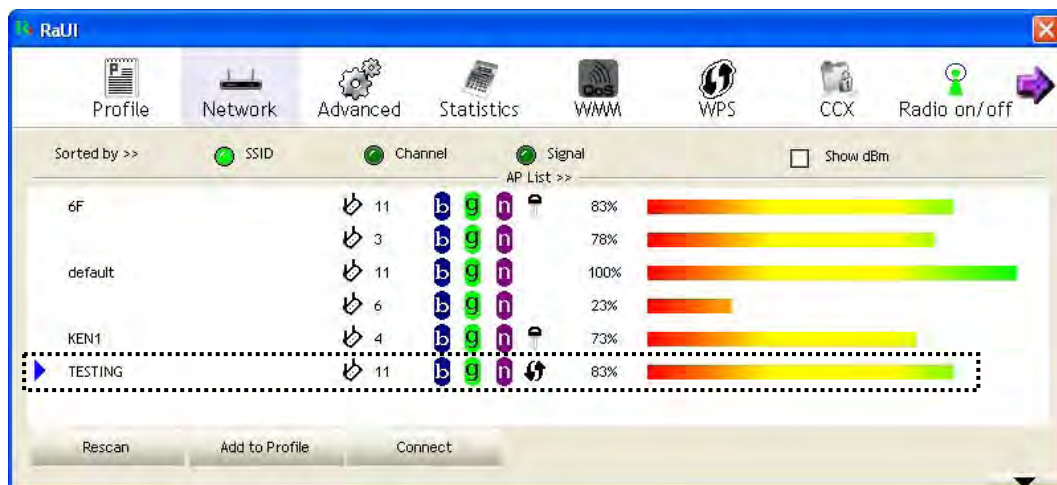 RaUI
Profile Network Advanced Statistics QoS WMM WPS CCX Radio on/off
Sorted by >> SSID Channel Signal Show dBm
AP List >>
6F 11 b g n 83%
3 b g n 78%
default 11 b g n 100%
6 b g n 23%
KEN1 4 b g n 73%
TESTING 11 b g n 83%
Rescan Add to Profile Connect